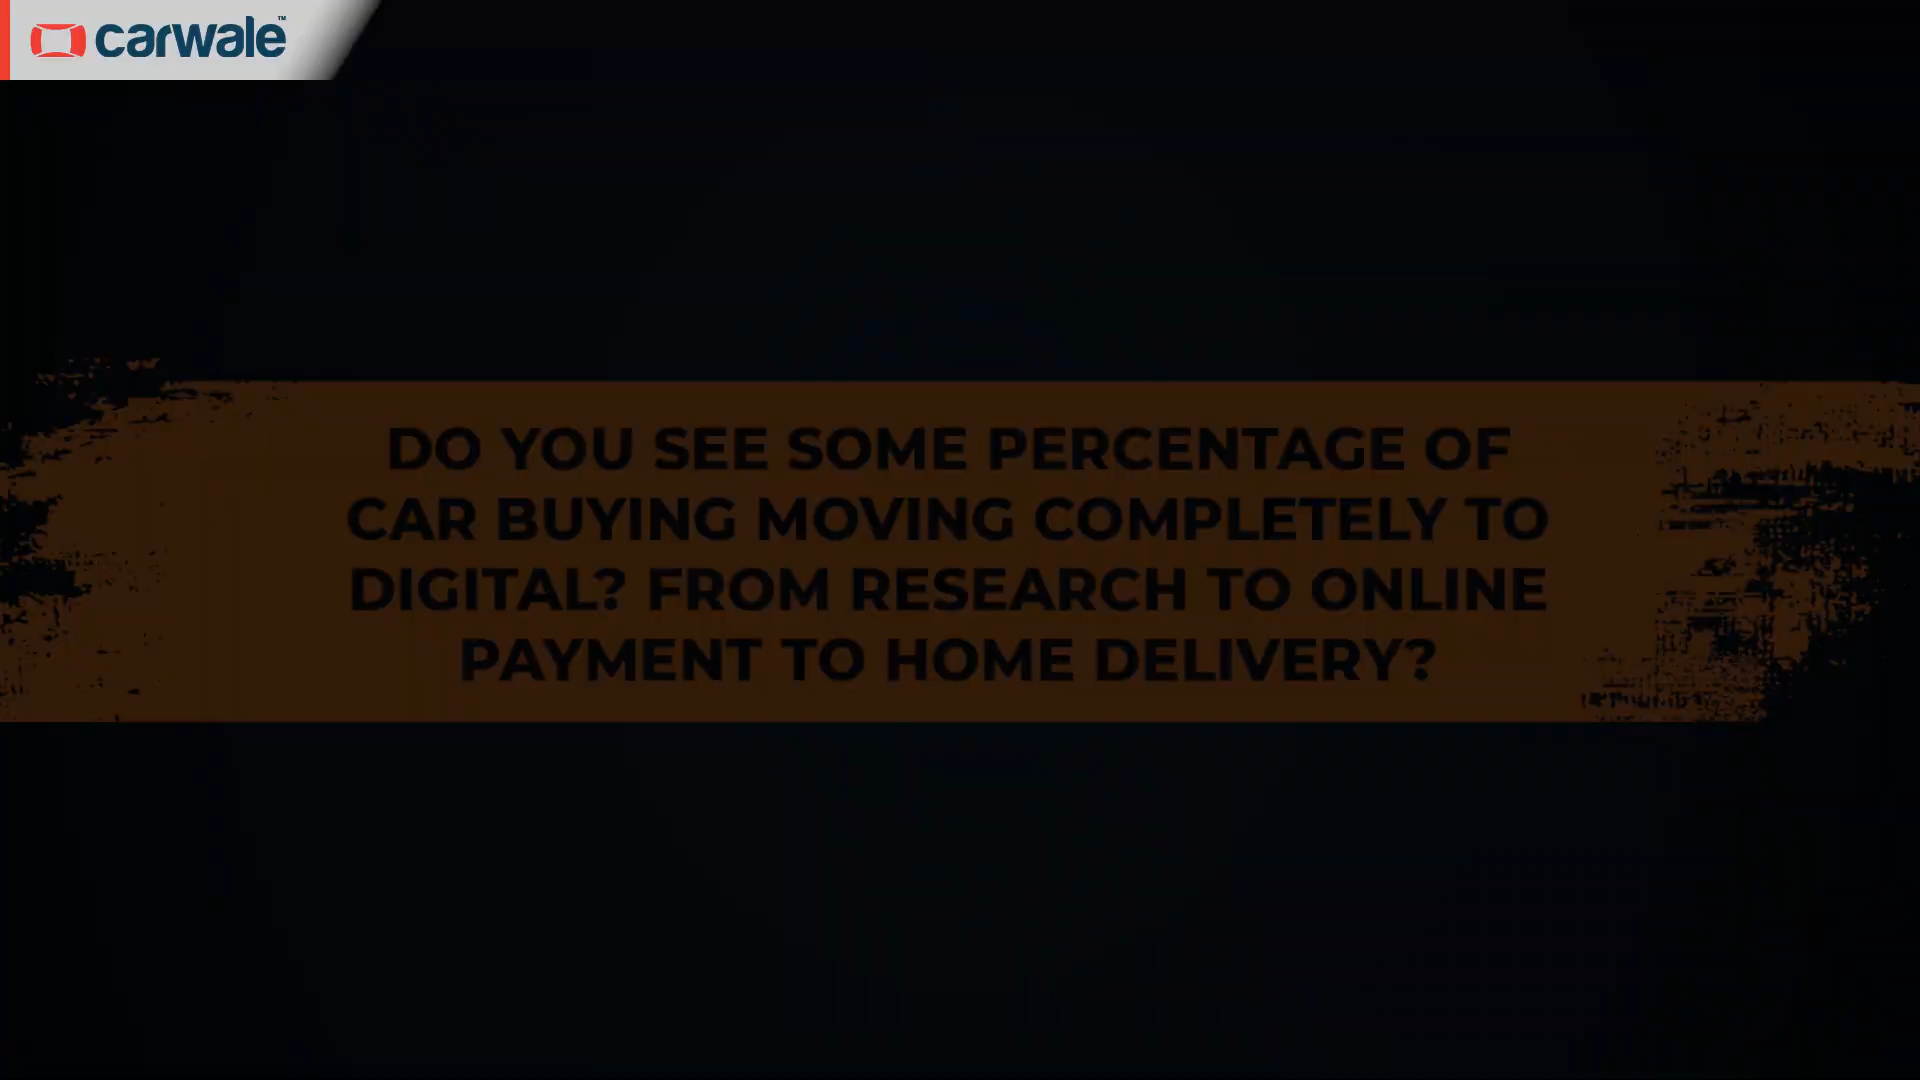 carwale™
DO YOU SEE SOME PERCENTAGE OF
CAR BUYING MOVING COMPLETELY TO
DIGITAL? FROM RESEARCH TO ONLINE
PAYMENT TO HOME DELIVERY?